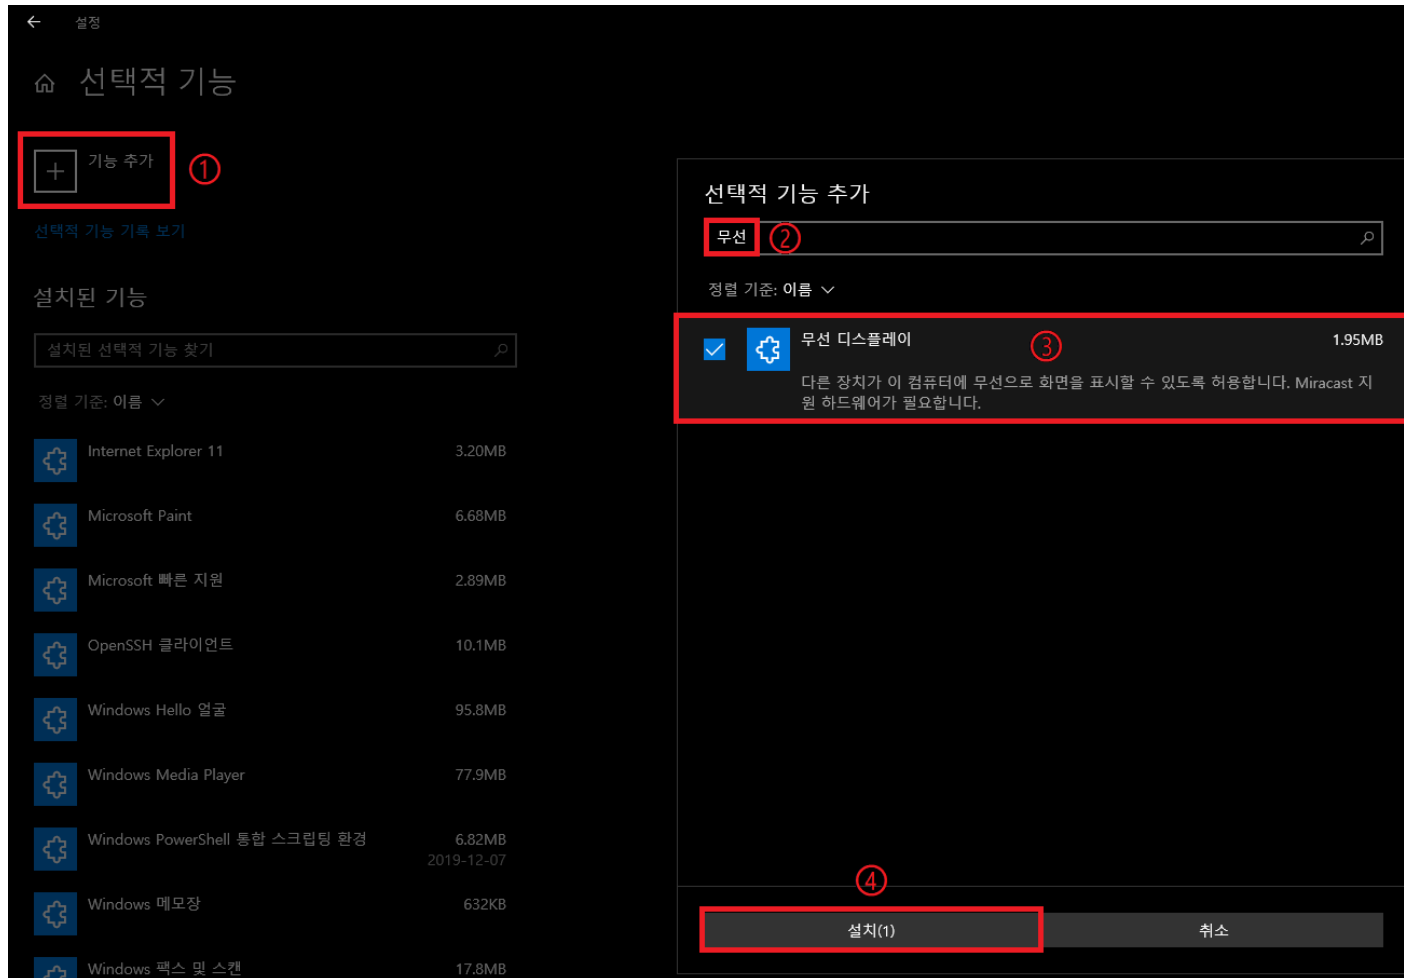 설정
선택적 기능
기능 추가
①
선택적 기능 기록 보기
설치된 기능
설치된 선택적 기능 찾기
정렬 기준: 이름
Internet Explorer 11 3.20MB
Microsoft Paint 6.68MB
Microsoft 빠른 지원 2.89MB
OpenSSH 클라이언트 10.1MB
Windows Hello 얼굴 95.8MB
Windows Media Player 77.9MB
Windows PowerShell 통합 스크립팅 환경 6.82MB
2019-12-07
Windows 메모장 632KB
Windows 팩스 및 스캔 17.8MB
선택적 기능 추가
무선 ②
정렬 기준: 이름
무선 디스플레이 ③ 1.95MB
다른 장치가 이 컴퓨터에 무선으로 화면을 표시할 수 있도록 허용합니다. Miracast 지
원 하드웨어가 필요합니다.
④
설치(1) 취소